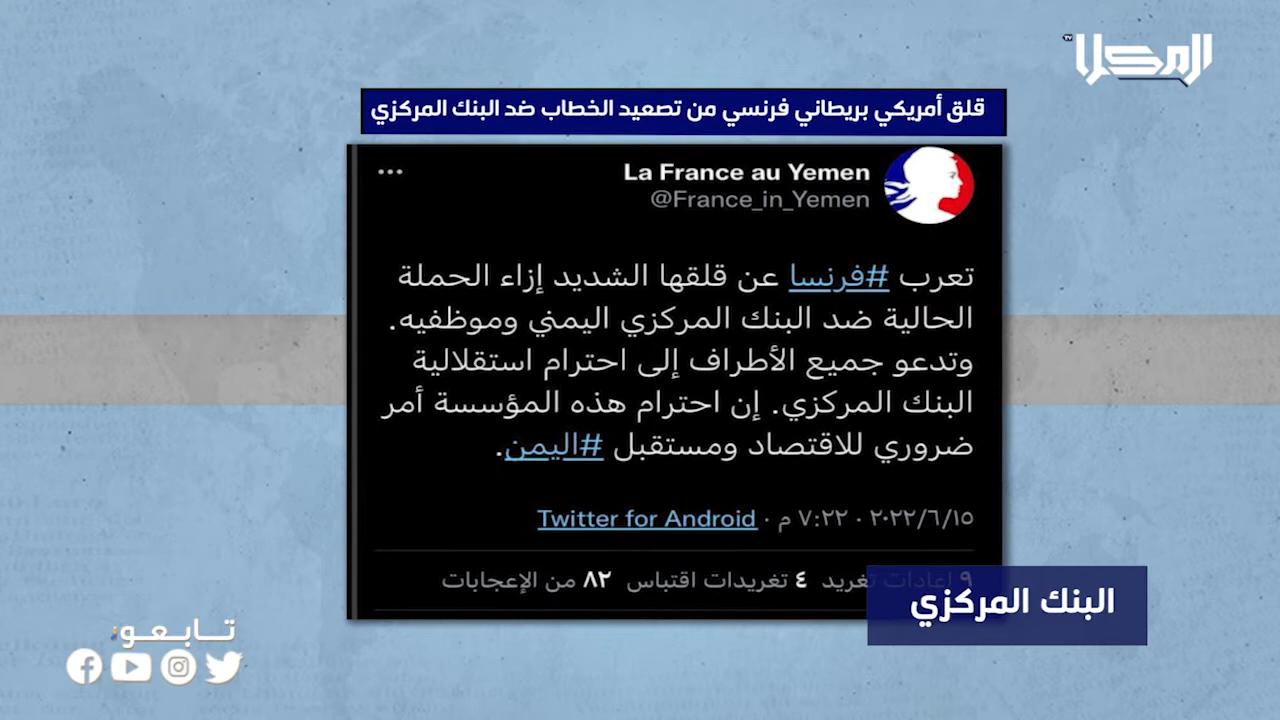 المكلا TV
قلق أمريكي بريطاني فرنسي من تصعيد الخطاب ضد البنك المركزي
La France au Yemen
@France_in_Yemen
تعرب #فرنسا عن قلقها الشديد إزاء الحملة
الحالية ضد البنك المركزي اليمني وموظفيه.
وتدعو جميع الأطراف إلى احترام استقلالية
البنك المركزي. إن احترام هذه المؤسسة أمر
ضروري للاقتصاد ومستقبل #اليمن.
٢٠٢٢/٦/١٥ · ٧:٢٢ م · Twitter for Android
٩ إعادات تغريد ٤ تغريدات اقتباس ٨٢ من الإعجابات
البنك المركزي
تابعو